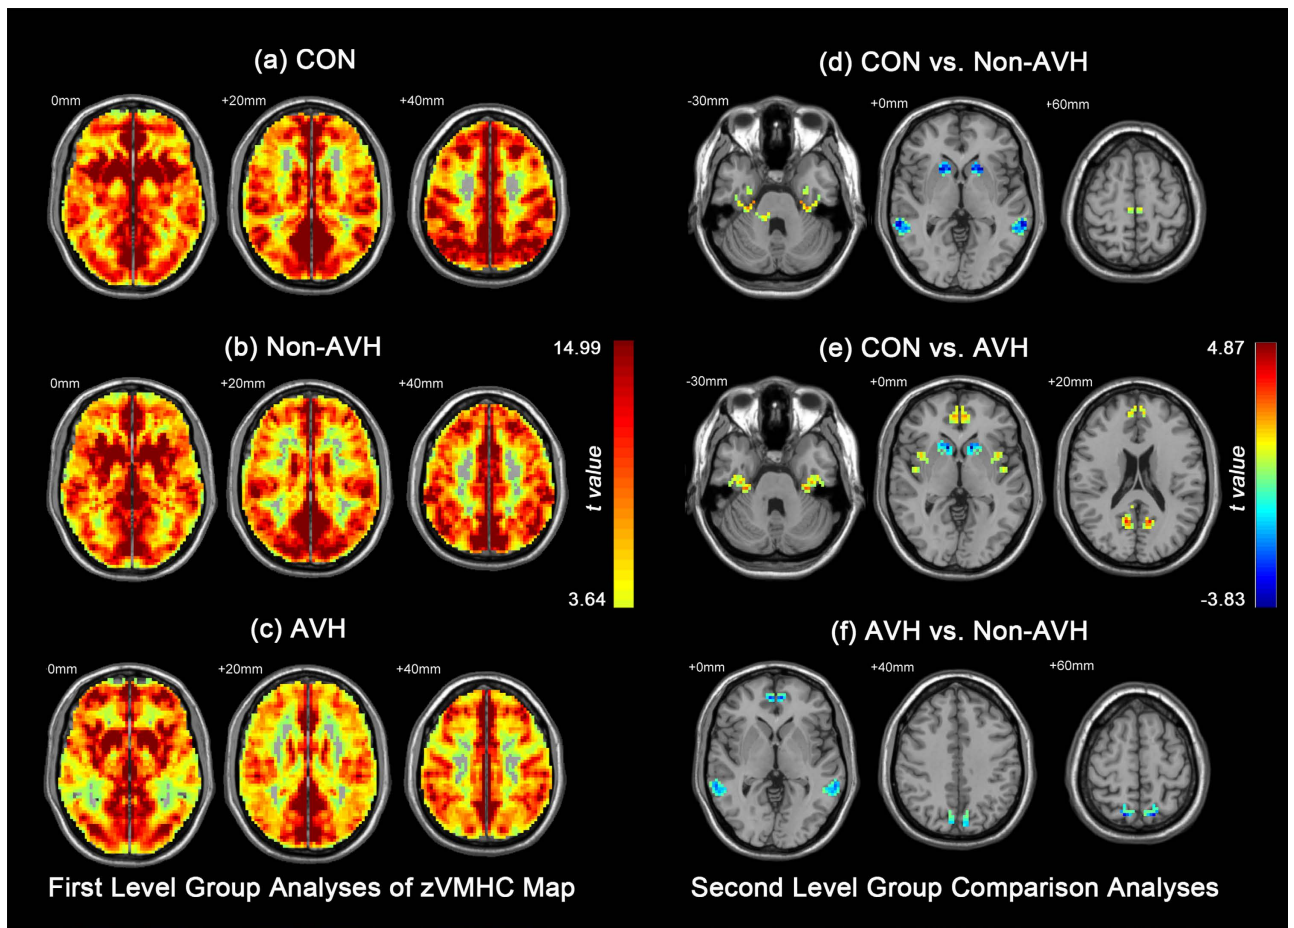 (a) CON
0mm
+20mm
+40mm
(b) Non-AVH
0mm
+20mm
+40mm
14.99
3.64
(c) AVH
0mm
+20mm
+40mm
First Level Group Analyses of zVMHC Map
(d) CON vs. Non-AVH
-30mm
+0mm
+60mm
(e) CON vs. AVH
-30mm
+0mm
+20mm
4.87
t value
t value
-3.83
(f) AVH vs. Non-AVH
+0mm
+40mm
+60mm
Second Level Group Comparison Analyses